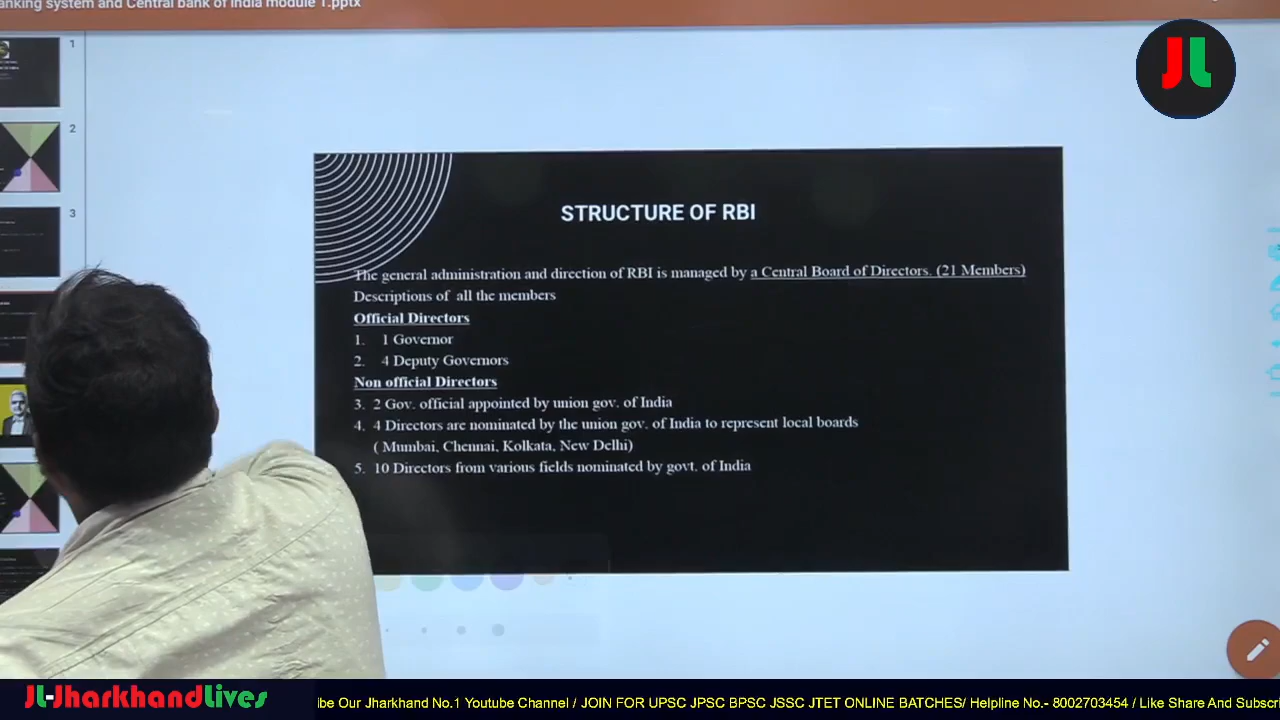 anking system and Central bank of India module 1.pptx
JL
1
2
3
STRUCTURE OF RBI
The general administration and direction of RBI is managed by a Central Board of Directors. (21 Members)
Descriptions of all the members
Official Directors
1. 1 Governor
2. 4 Deputy Governors
Non official Directors
3. 2 Gov. official appointed by union gov. of India
4. 4 Directors are nominated by the union gov. of India to represent local boards
( Mumbai, Chennai, Kolkata, New Delhi)
5. 10 Directors from various fields nominated by govt. of India
JL-JharkhandLives
ibe Our Jharkhand No.1 Youtube Channel / JOIN FOR UPSC JPSC BPSC JSSC JTET ONLINE BATCHES/ Helpline No.- 8002703454 / Like Share And Subscr